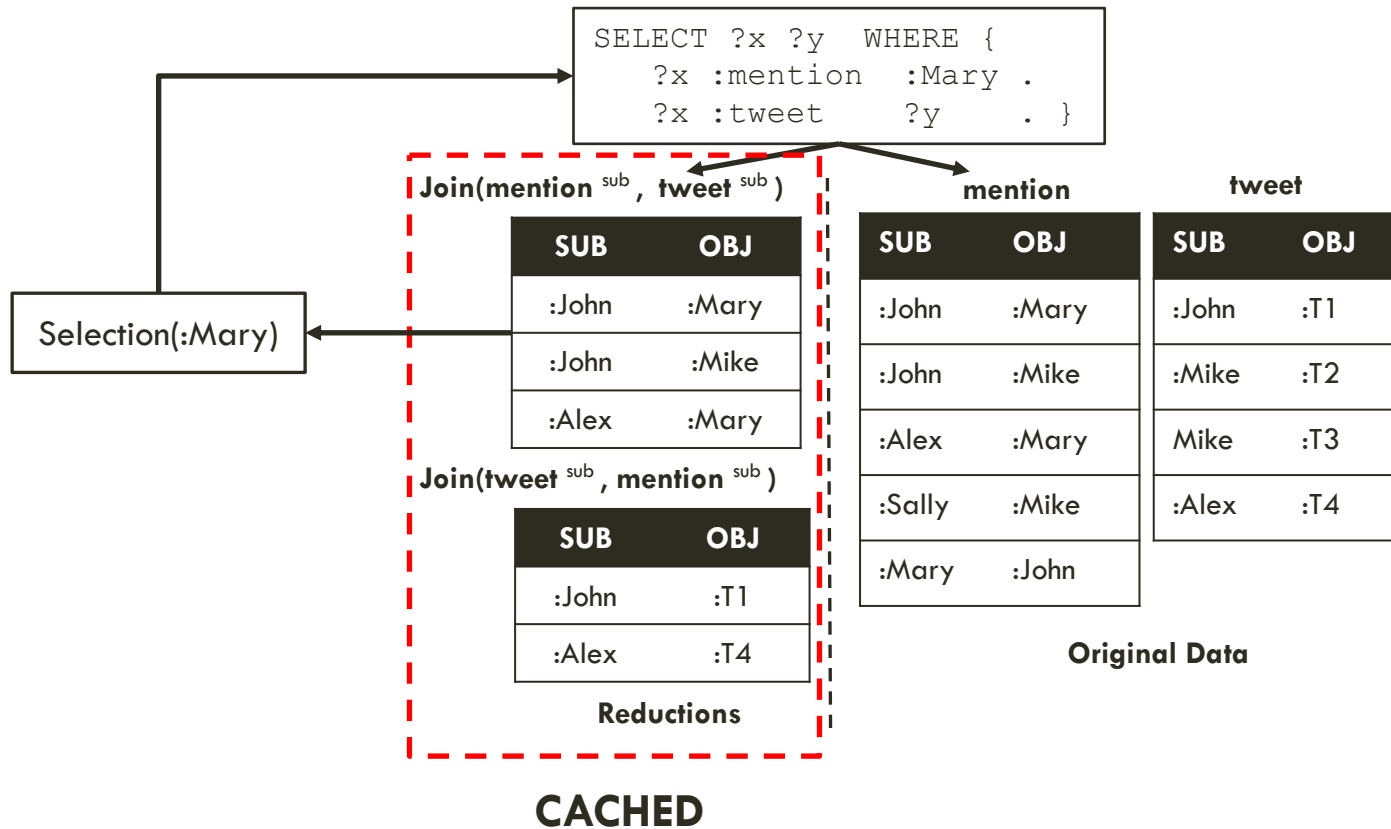 SELECT ?x ?y WHERE {
?x :mention :Mary .
?x :tweet ?y . }
Join(mention sub , tweet sub )
SUB OBJ
:John :Mary
:John :Mike
:Alex :Mary
Join(tweet sub , mention sub )
SUB OBJ
:John :T1
:Alex :T4
Reductions
CACHED
Selection(:Mary)
mention
SUB OBJ
:John :Mary
:John :Mike
:Alex :Mary
:Sally :Mike
:Mary :John
tweet
SUB OBJ
:John :T1
:Mike :T2
Mike :T3
:Alex :T4
Original Data